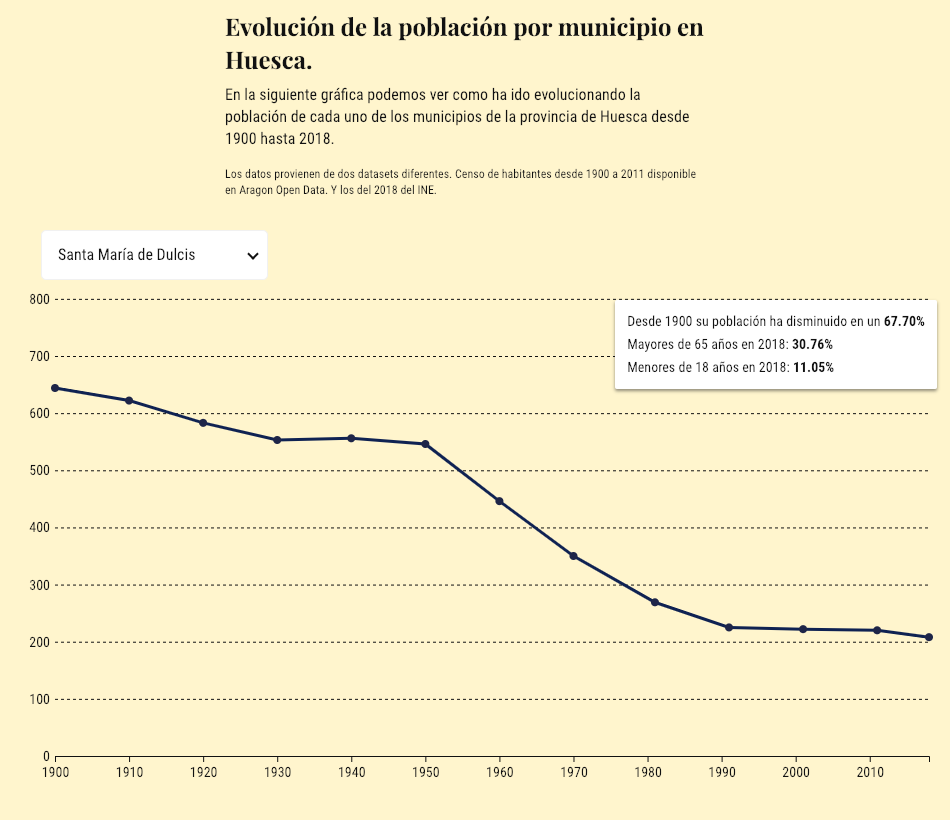 Evolución de la población por municipio en
Huesca.
En la siguiente gráfica podemos ver como ha ido evolucionando la
población de cada uno de los municipios de la provincia de Huesca desde
1900 hasta 2018.
Los datos provienen de dos datasets diferentes. Censo de habitantes desde 1900 a 2011 disponible
en Aragon Open Data. Y los del 2018 del INE.
Santa María de Dulcis
800
Desde 1900 su población ha disminuido en un 67.70%
Mayores de 65 años en 2018: 30.76%
Menores de 18 años en 2018: 11.05%
700
600
500
400
300
200
100
0
1900 1910 1920 1930 1940 1950 1960 1970 1980 1990 2000 2010